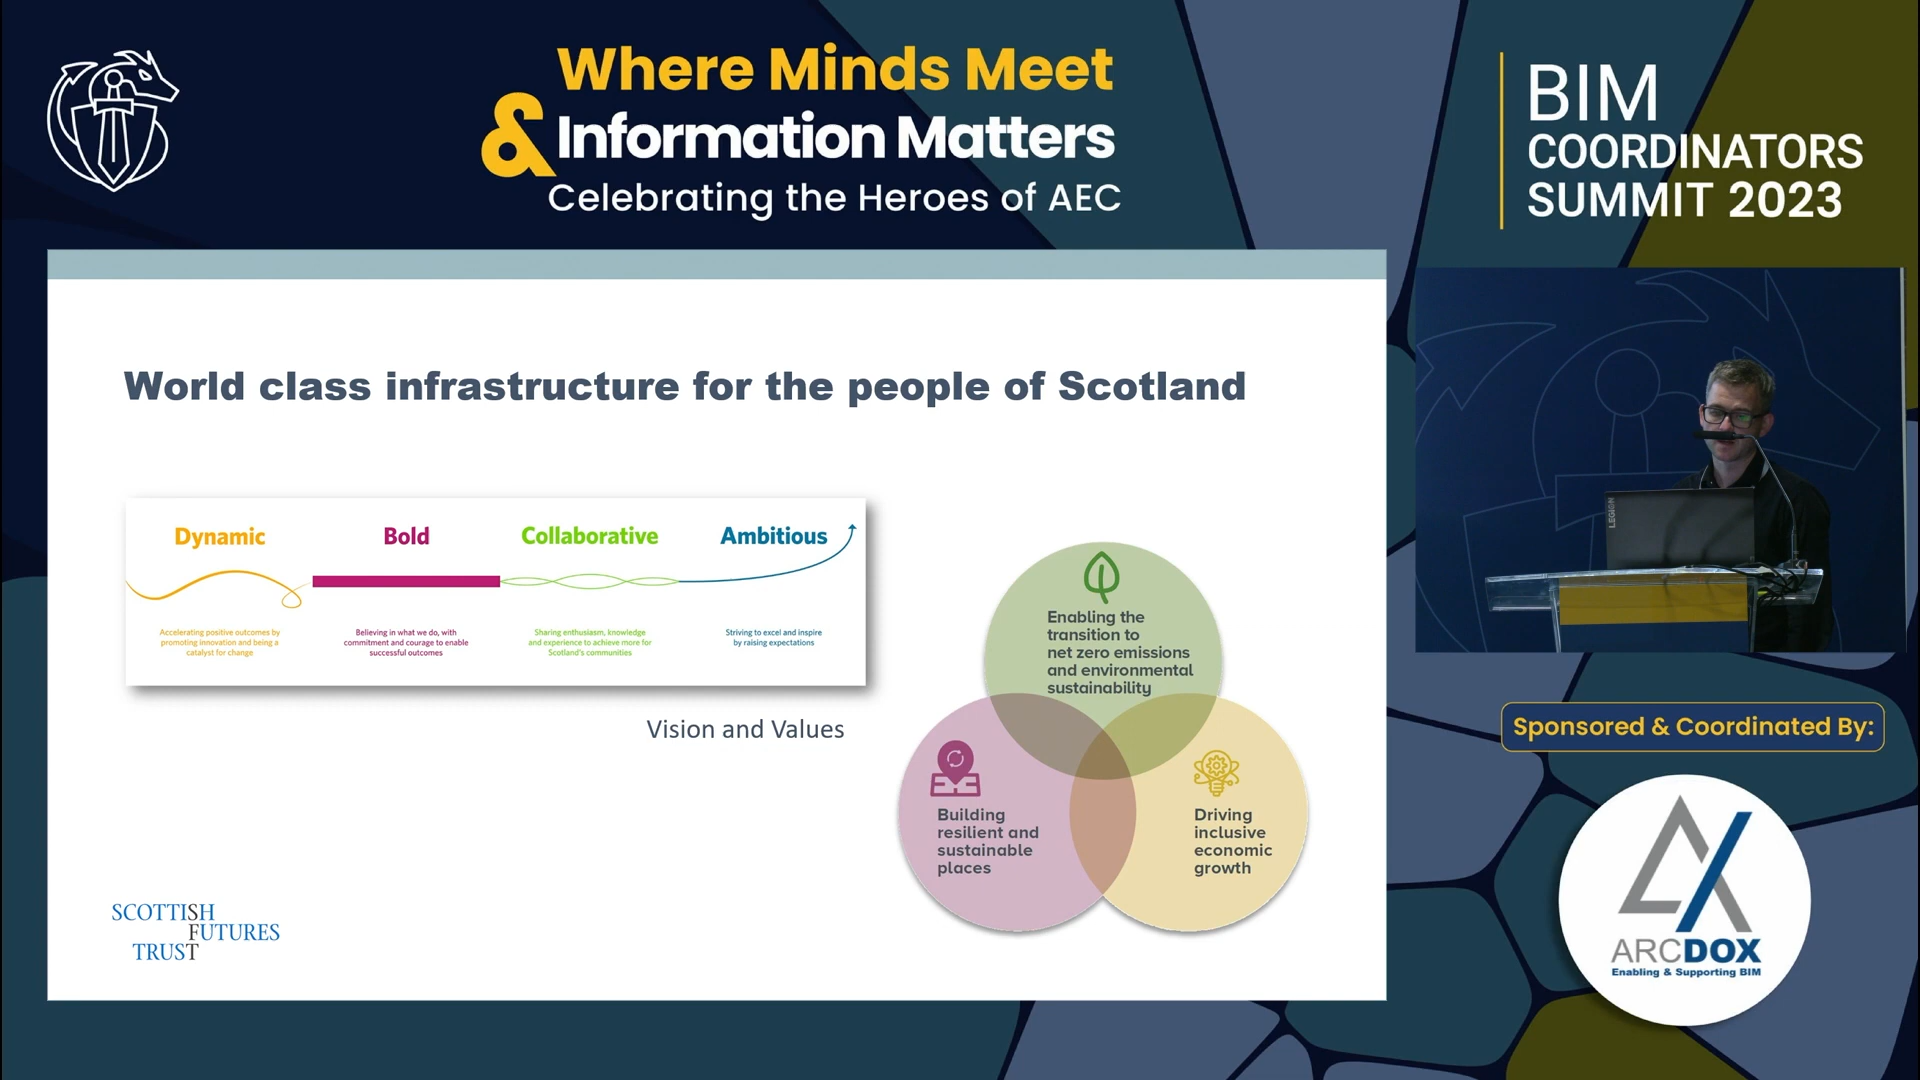 Where Minds Meet
& Information Matters
Celebrating the Heroes of AEC
BIM
COORDINATORS
SUMMIT 2023
World class infrastructure for the people of Scotland
Dynamic
Accelerating positive outcomes by
promoting innovation and being a
catalyst for change
Bold
Believing in what we do, with
commitment and courage to enable
successful outcomes
Collaborative
Sharing enthusiasm, knowledge
and experience to achieve more for
Scotland's communities
Ambitious
Striving to excel and inspire
by raising expectations
Vision and Values
Enabling the
transition to
net zero emissions
and environmental
sustainability
Building
resilient and
sustainable
places
Driving
inclusive
economic
growth
SCOTTISH
FUTURES
TRUST
LEGION
Sponsored & Coordinated By:
ARCDOX
Enabling & Supporting BIM